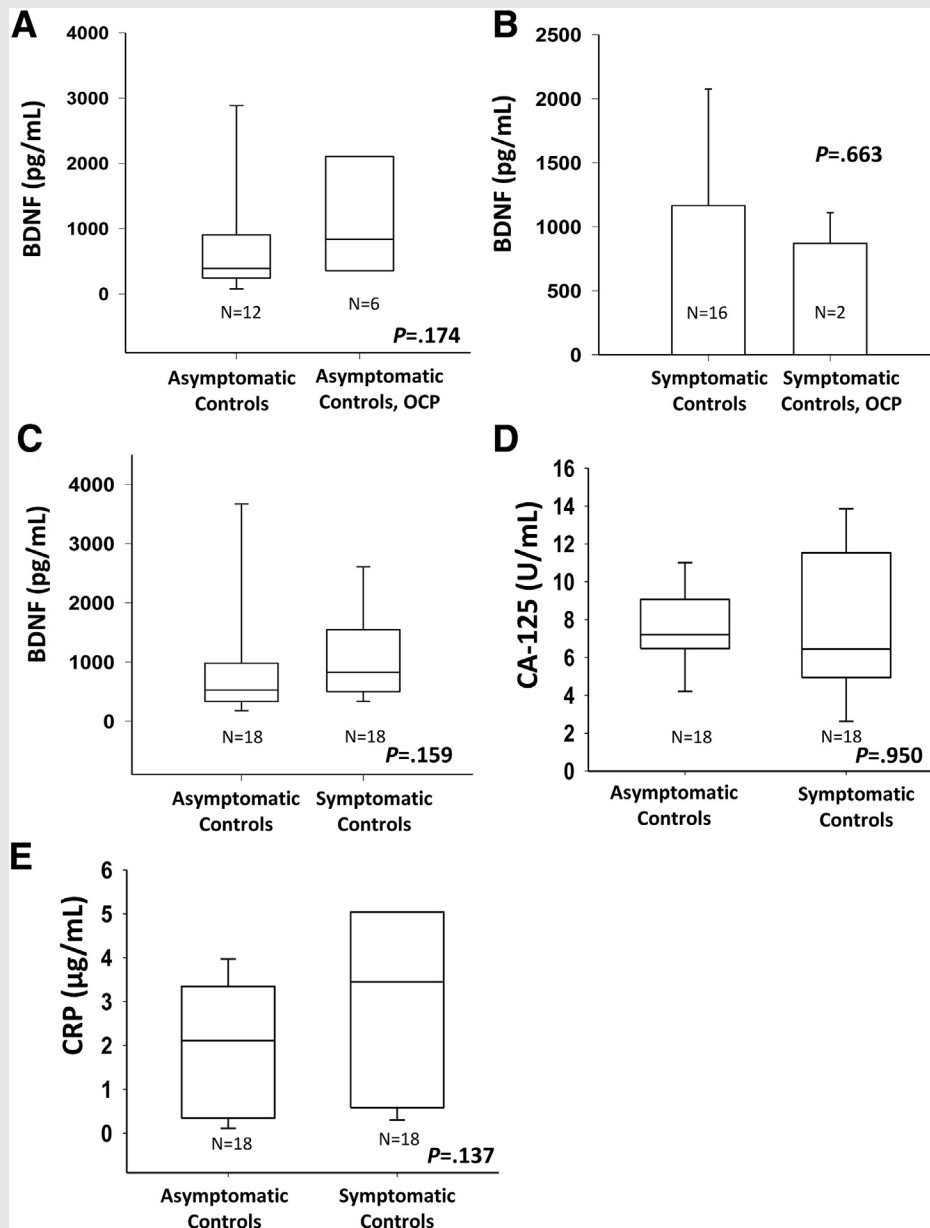 A
BDNF (pg/mL)
4000
3000
2000
1000
0
N=12
N=6
P=.174
Asymptomatic
Controls
Asymptomatic
Controls, OCP
B
BDNF (pg/mL)
2500
2000
1500
1000
500
0
P=.663
N=16
N=2
Symptomatic
Controls
Symptomatic
Controls, OCP
C
BDNF (pg/mL)
4000
3000
2000
1000
0
N=18
N=18
P=.159
Asymptomatic
Controls
Symptomatic
Controls
D
CA-125 (U/mL)
16
14
12
10
8
6
4
2
0
N=18
N=18
P=.950
Asymptomatic
Controls
Symptomatic
Controls
E
CRP (µg/mL)
6
5
4
3
2
1
0
N=18
N=18
P=.137
Asymptomatic
Controls
Symptomatic
Controls